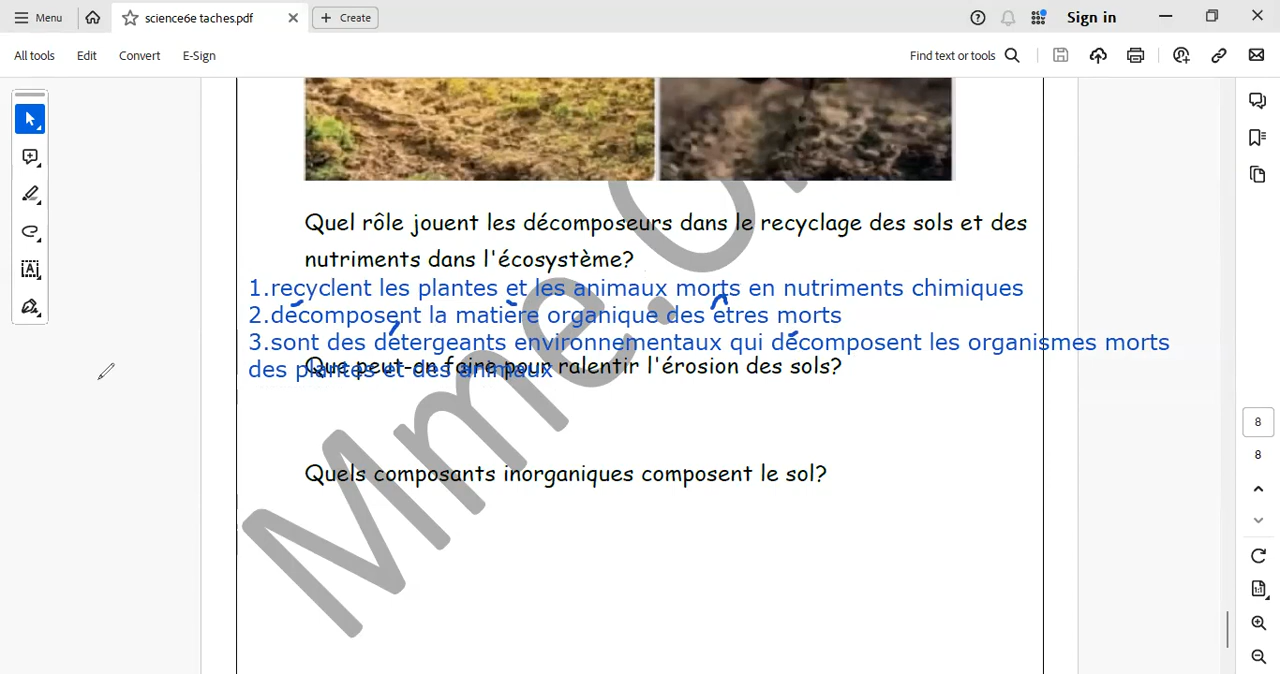 Menu
science6e taches.pdf
Create
Sign in
All tools
Edit
Convert
E-Sign
Find text or tools
Quel rôle jouent les décomposeurs dans le recyclage des sols et des
nutriments dans l'écosystème?
1.recyclent les plantes et les animaux morts en nutriments chimiques
2.décomposent la matière organique des êtres morts
3.sont des détergeants environnementaux qui décomposent les organismes morts
des plantes et des animaux
Que peut-on faire pour ralentir l'érosion des sols?
Quels composants inorganiques composent le sol?
8
8